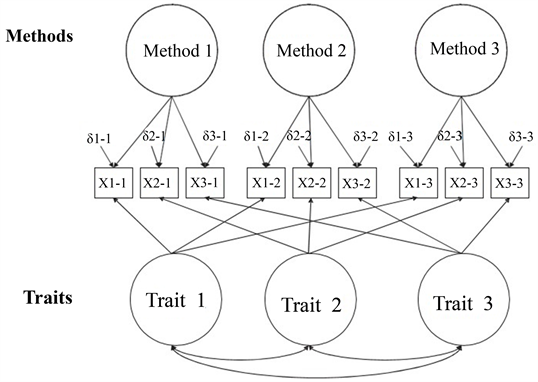 Methods
Method 1 Method 2 Method 3
δ1-1 δ2-1 δ3-1 δ1-2 δ2-2 δ3-2 δ1-3 δ2-3 δ3-3
X1-1 X2-1 X3-1 X1-2 X2-2 X3-2 X1-3 X2-3 X3-3
Traits
Trait 1 Trait 2 Trait 3